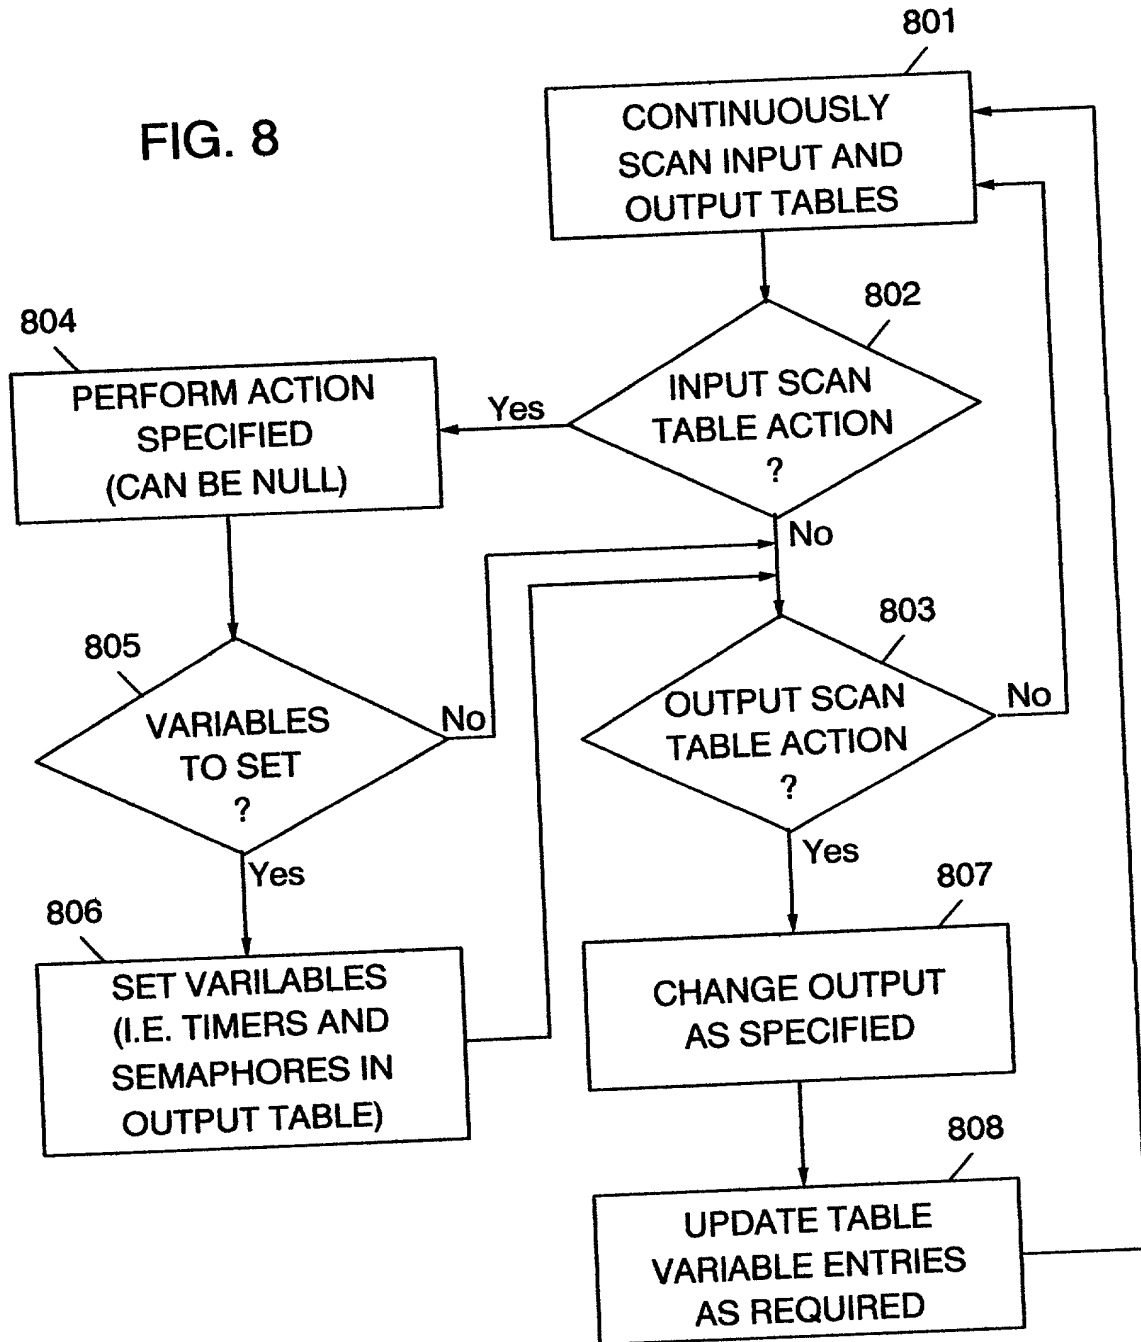 FIG. 8
801
CONTINUOUSLY
SCAN INPUT AND
OUTPUT TABLES
802
INPUT SCAN
TABLE ACTION
?
Yes
No
804
PERFORM ACTION
SPECIFIED
(CAN BE NULL)
805
VARIABLES
TO SET
?
No
Yes
803
OUTPUT SCAN
TABLE ACTION
?
No
Yes
806
SET VARILABLES
(I.E. TIMERS AND
SEMAPHORES IN
OUTPUT TABLE)
807
CHANGE OUTPUT
AS SPECIFIED
808
UPDATE TABLE
VARIABLE ENTRIES
AS REQUIRED